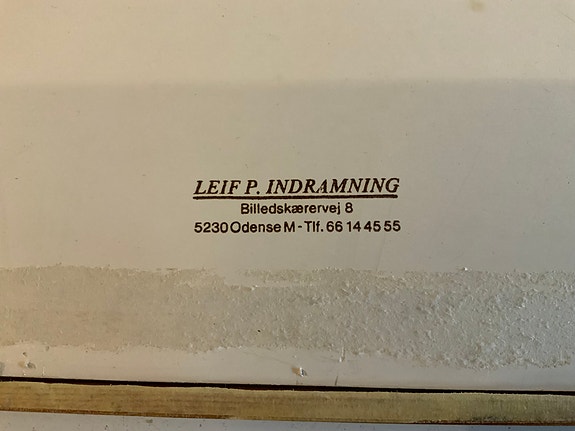 LEIF P. INDRAMNING
Billedskærervej 8
5230 Odense M - Tlf. 66 14 45 55